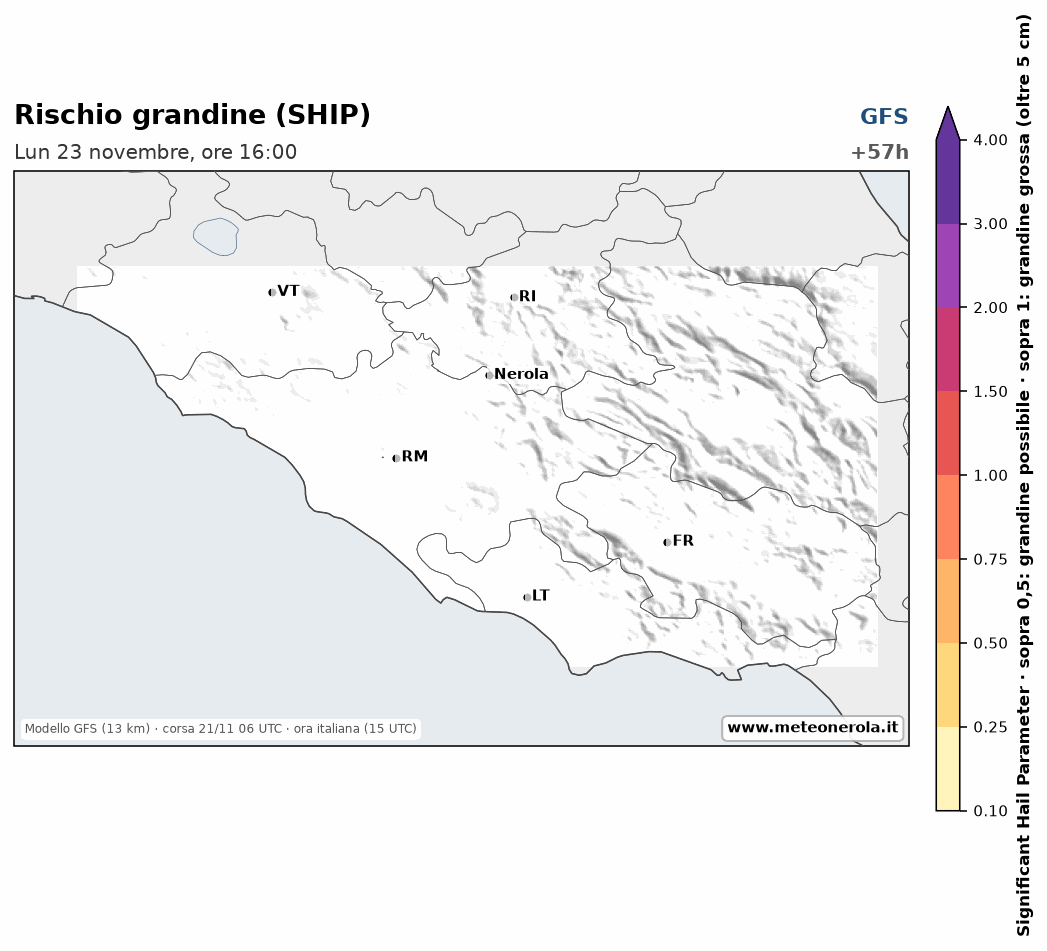 Rischio grandine (SHIP)
GFS
Lun 23 novembre, ore 16:00
+57h
VT
RI
Nerola
RM
FR
LT
Modello GFS (13 km) · corsa 21/11 06 UTC · ora italiana (15 UTC)
www.meteonerola.it
4.00
3.00
2.00
1.50
1.00
0.75
0.50
0.25
0.10
Significant Hail Parameter · sopra 0,5: grandine possibile · sopra 1: grandine grossa (oltre 5 cm)